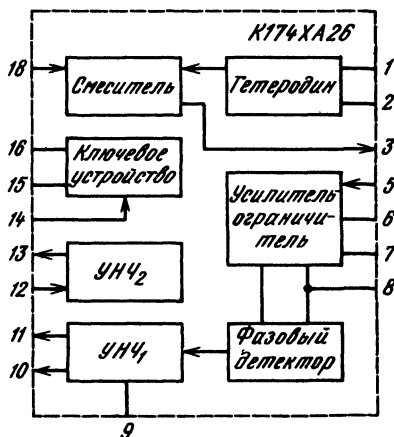 К174ХА26
18
Смеситель
Гетеродин
1
2
3
16
15
14
Ключевое
устройство
5
6
7
8
Усилитель
ограничи-
тель
13
12
УНЧ2
11
10
УНЧ1
Фазовый
детектор
9